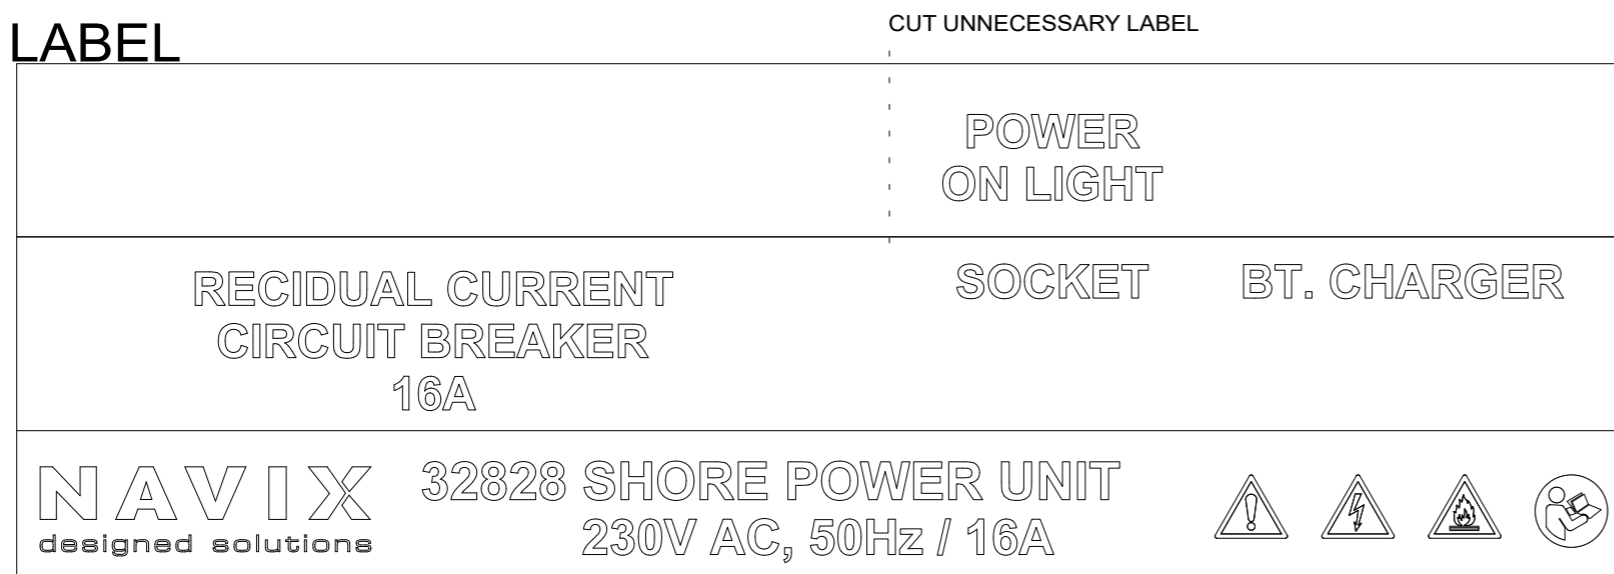 LABEL
CUT UNNECESSARY LABEL
POWER
ON LIGHT
RECIDUAL CURRENT
CIRCUIT BREAKER
16A
SOCKET
BT. CHARGER
NAVIX
designed solutions
32828 SHORE POWER UNIT
230V AC, 50Hz / 16A